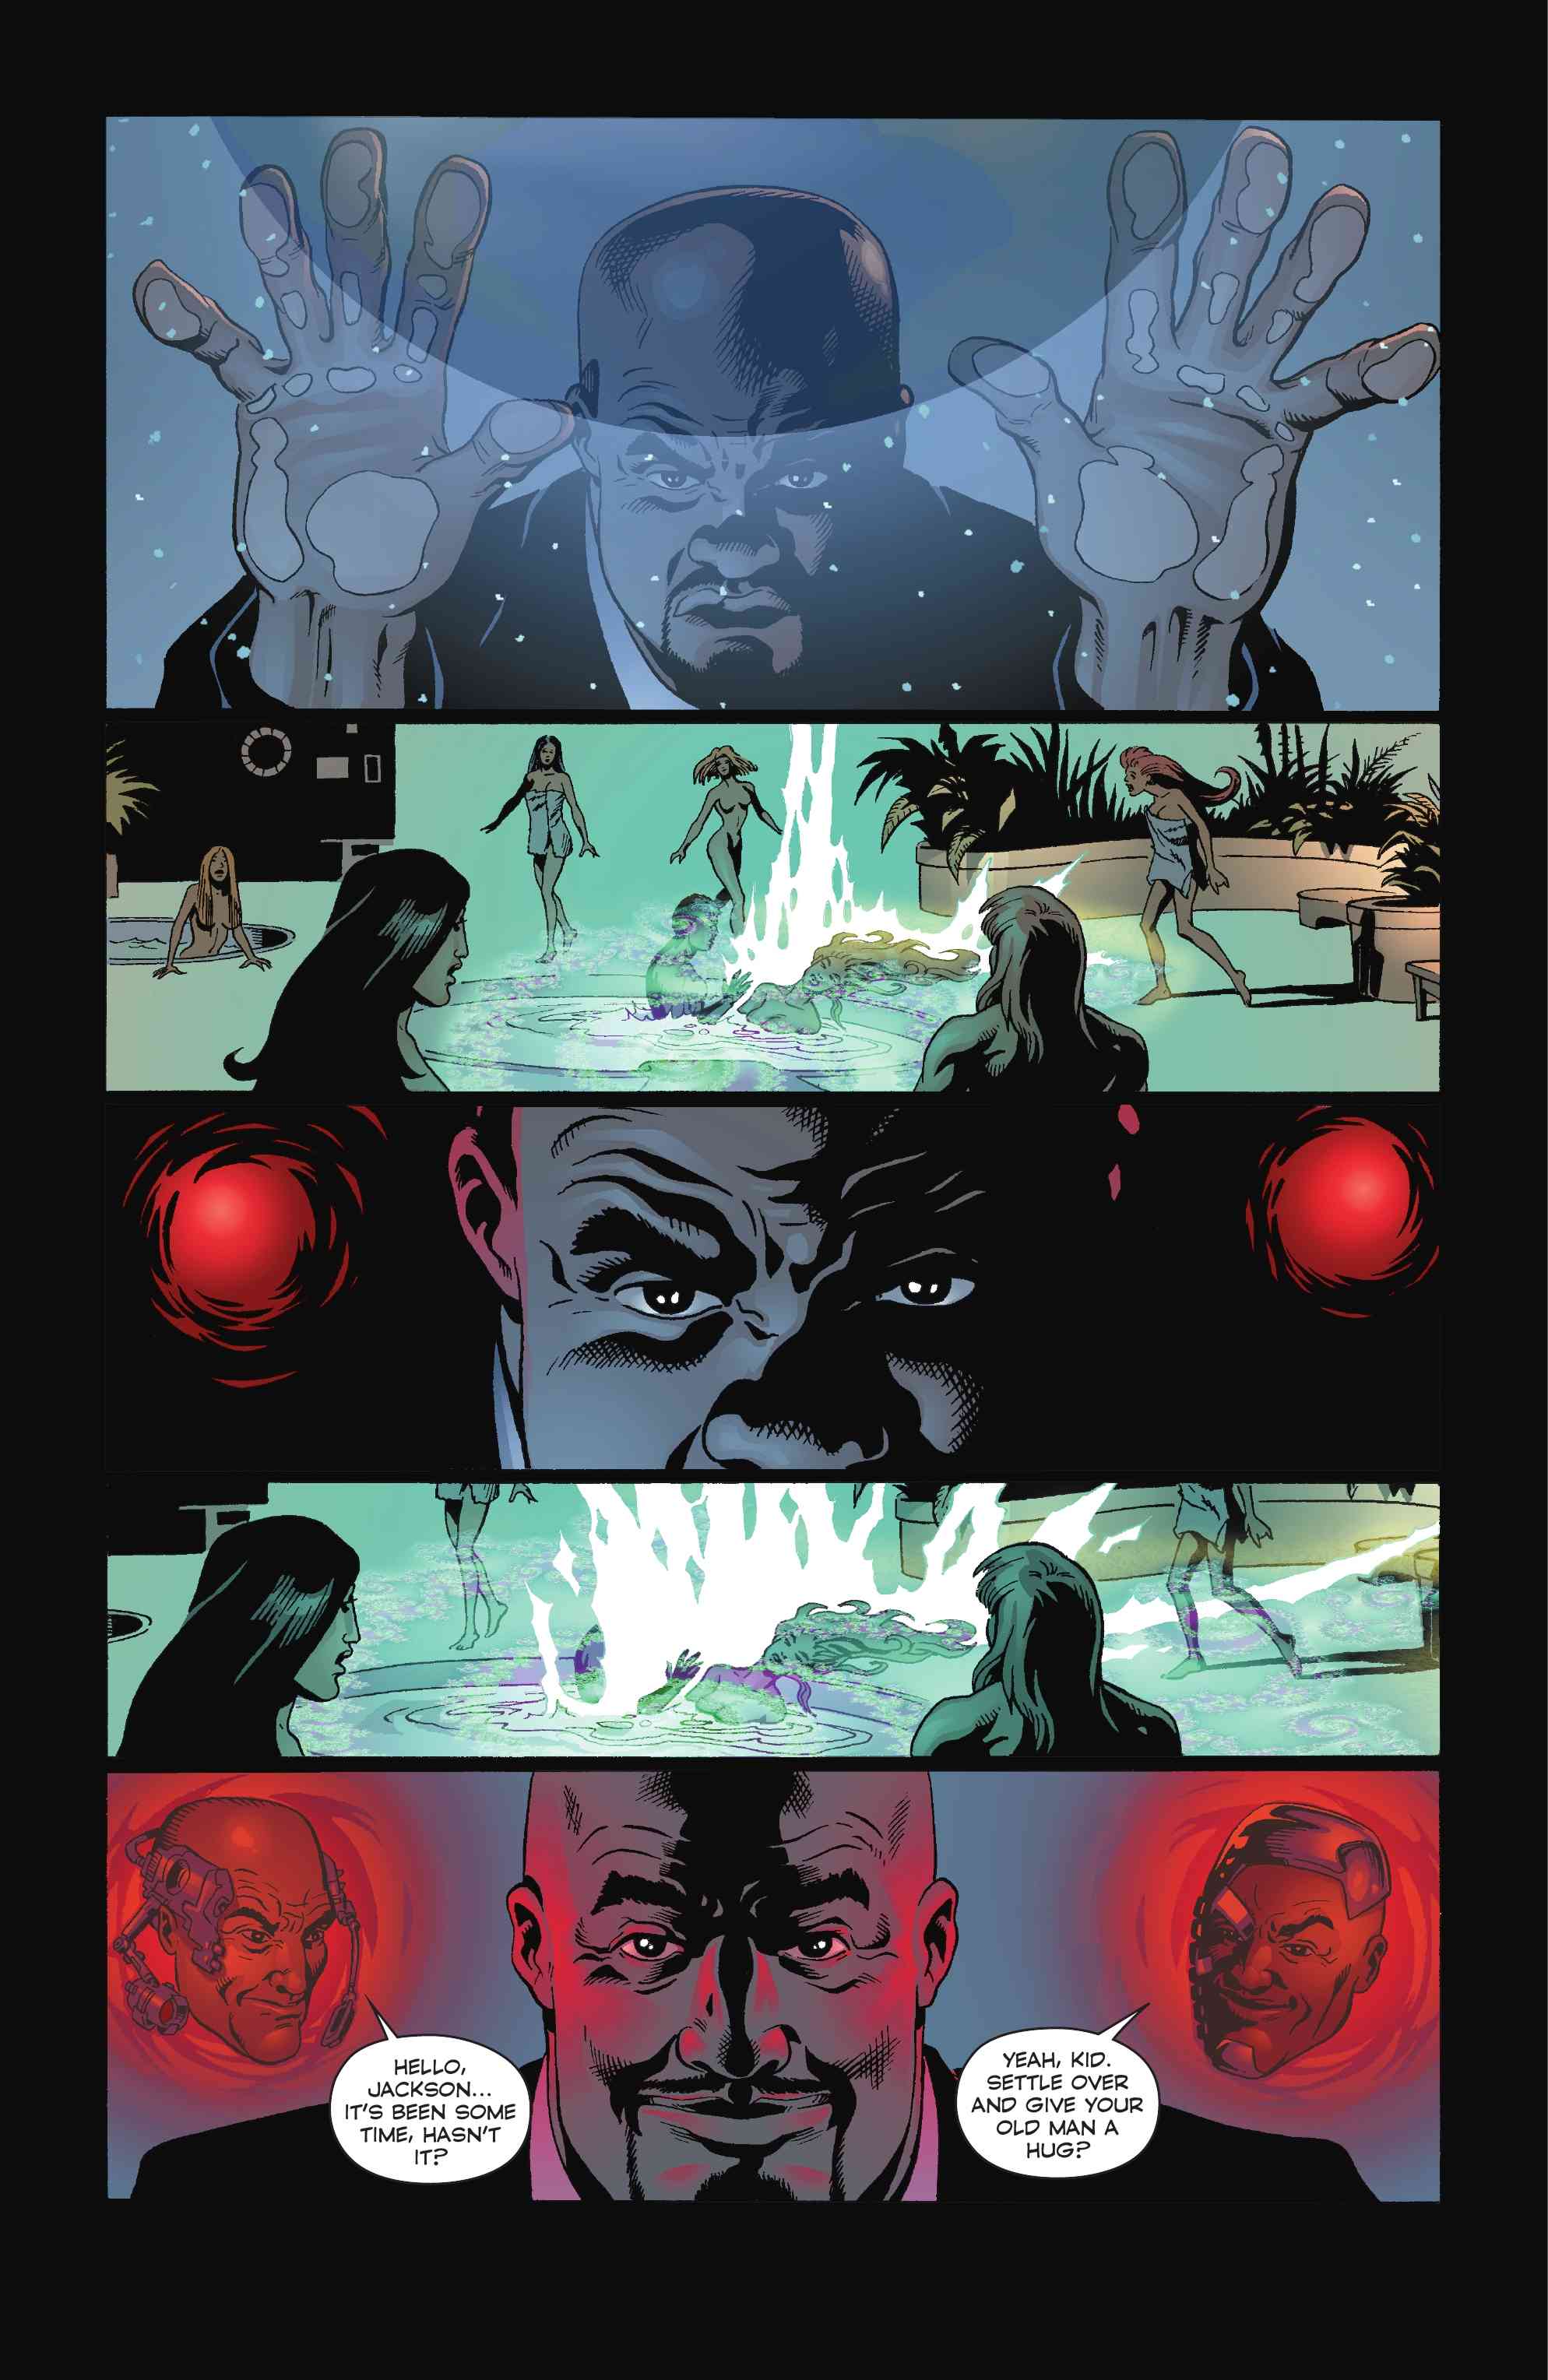 HELLO,
JACKSON...
IT'S BEEN SOME
TIME, HASN'T
IT?
YEAH, KID.
SETTLE OVER
AND GIVE YOUR
OLD MAN A
HUG?